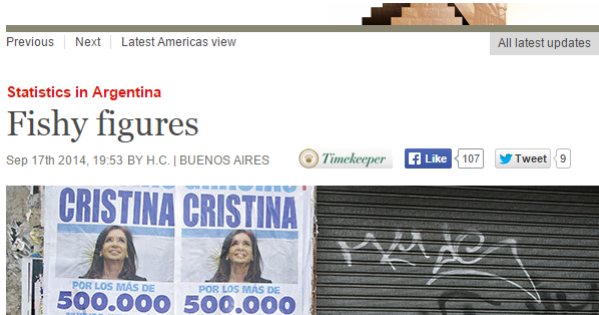 Previous Next Latest Americas view
All latest updates
Statistics in Argentina
Fishy figures
Sep 17th 2014, 19:53 BY H.C. | BUENOS AIRES Timekeeper Like 107 Tweet 9
GRACIAS
CRISTINA CRISTINA
POR LOS MÁS DE POR LOS MÁS DE
500.000 500.000